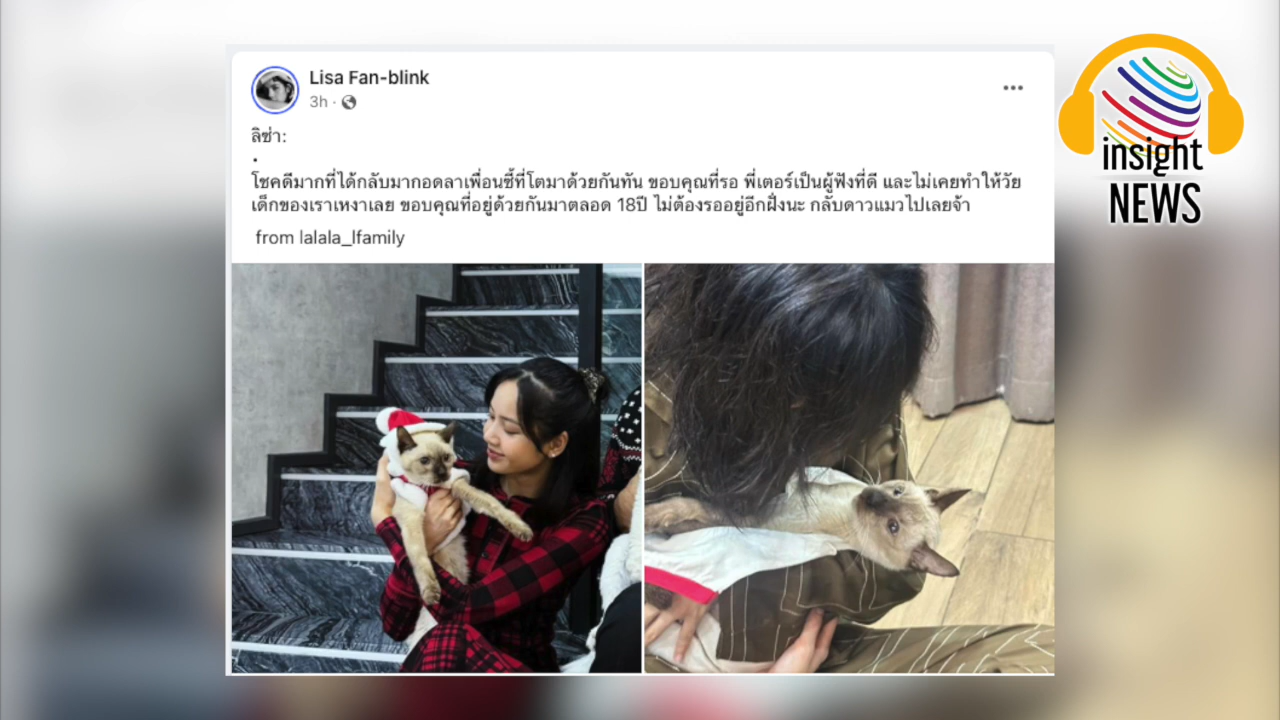 Lisa Fan-blink
3h ·
ลิซ่า:
.
โชคดีมากที่ได้กลับมากอดลาเพื่อนซี้ที่โตมาด้วยกันทัน ขอบคุณที่รอ พี่เตอร์เป็นผู้ฟังที่ดี และไม่เคยทำให้วัย
เด็กของเราเหงาเลย ขอบคุณที่อยู่ด้วยกันมาตลอด 18ปี ไม่ต้องรออยู่อีกฝั่งนะ กลับดาวแมวไปเลยจ้า
from lalala_lfamily
insight
NEWS